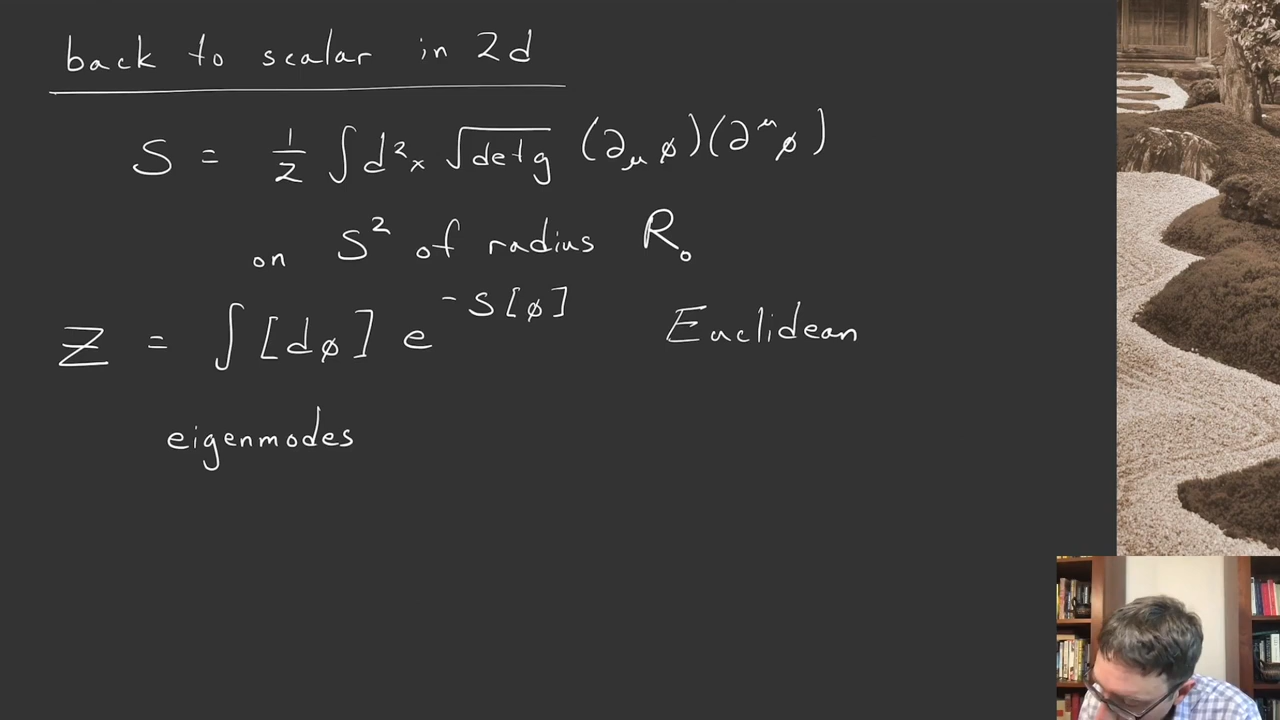 back to scalar in 2d
S = 1/2 ∫d²x √det g (∂_μ ϕ)(∂^μ ϕ)
on S² of radius R₀
Z = ∫[dϕ] e^{-S[ϕ]} Euclidean
eigenmodes